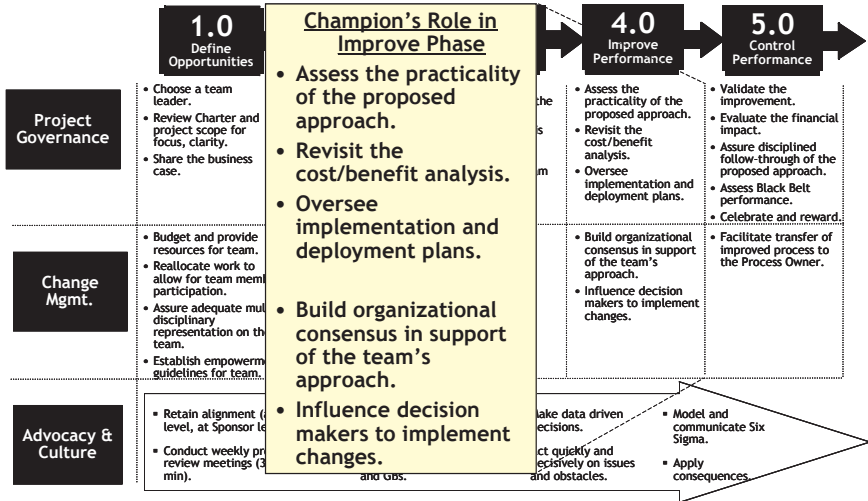 1.0
Define
Opportunities
Champion’s Role in
Improve Phase
• Assess the practicality
of the proposed
approach.
• Revisit the
cost/benefit analysis.
• Oversee
implementation and
deployment plans.
• Build organizational
consensus in support
of the team’s
approach.
• Influence decision
makers to implement
changes.
4.0
Improve
Performance
5.0
Control
Performance
Project
Governance
• Choose a team
leader.
• Review Charter and
project scope for
focus, clarity.
• Share the business
case.
the
• Assess the
practicality of the
proposed approach.
• Revisit the
cost/benefit
analysis.
• Oversee
implementation and
deployment plans.
• Validate the
improvement.
• Evaluate the financial
impact.
• Assure disciplined
follow-through of the
proposed approach.
• Assess Black Belt
performance.
• Celebrate and reward.
Change
Mgmt.
• Budget and provide
resources for team.
• Reallocate work to
allow for team
participation.
• Assure adequate
disciplinary
representation on
team.
• Establish
guidelines for team.
• Build organizational
consensus in support
of the team’s
approach.
• Influence decision
makers to implement
changes.
• Facilitate transfer of
improved process to
the Process Owner.
Advocacy &
Culture
▪ Retain alignment
level, at Sponsor
▪ Conduct weekly
review meetings
min).
and GBs.
data driven
quickly and
on issues
and obstacles.
▪ Model and
communicate Six
Sigma.
▪ Apply
consequences.